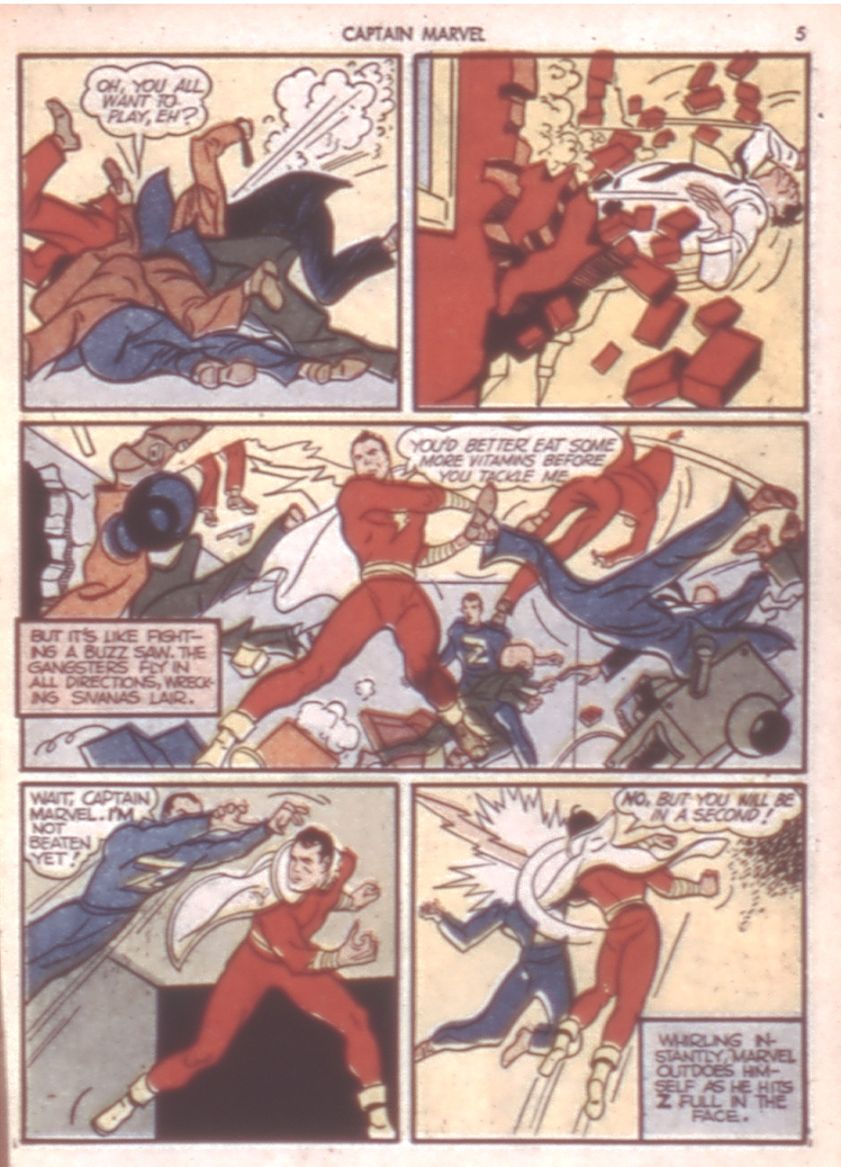 CAPTAIN MARVEL
5
OH, YOU ALL
WANT TO
PLAY, EH?
YOU'D BETTER EAT SOME
MORE VITAMINS BEFORE
YOU TACKLE ME
BUT IT'S LIKE FIGHT-
ING A BUZZ SAW. THE
GANGSTERS FLY IN
ALL DIRECTIONS, WRECK-
ING SIVANAS LAIR.
Z
WAIT, CAPTAIN
MARVEL. I'M
NOT
BEATEN
YET!
Z
NO, BUT YOU WILL BE
IN A SECOND!
WHIRLING IN-
STANTLY, MARVEL
OUTDOES HIM-
SELF AS HE HITS
Z FULL IN THE
FACE.